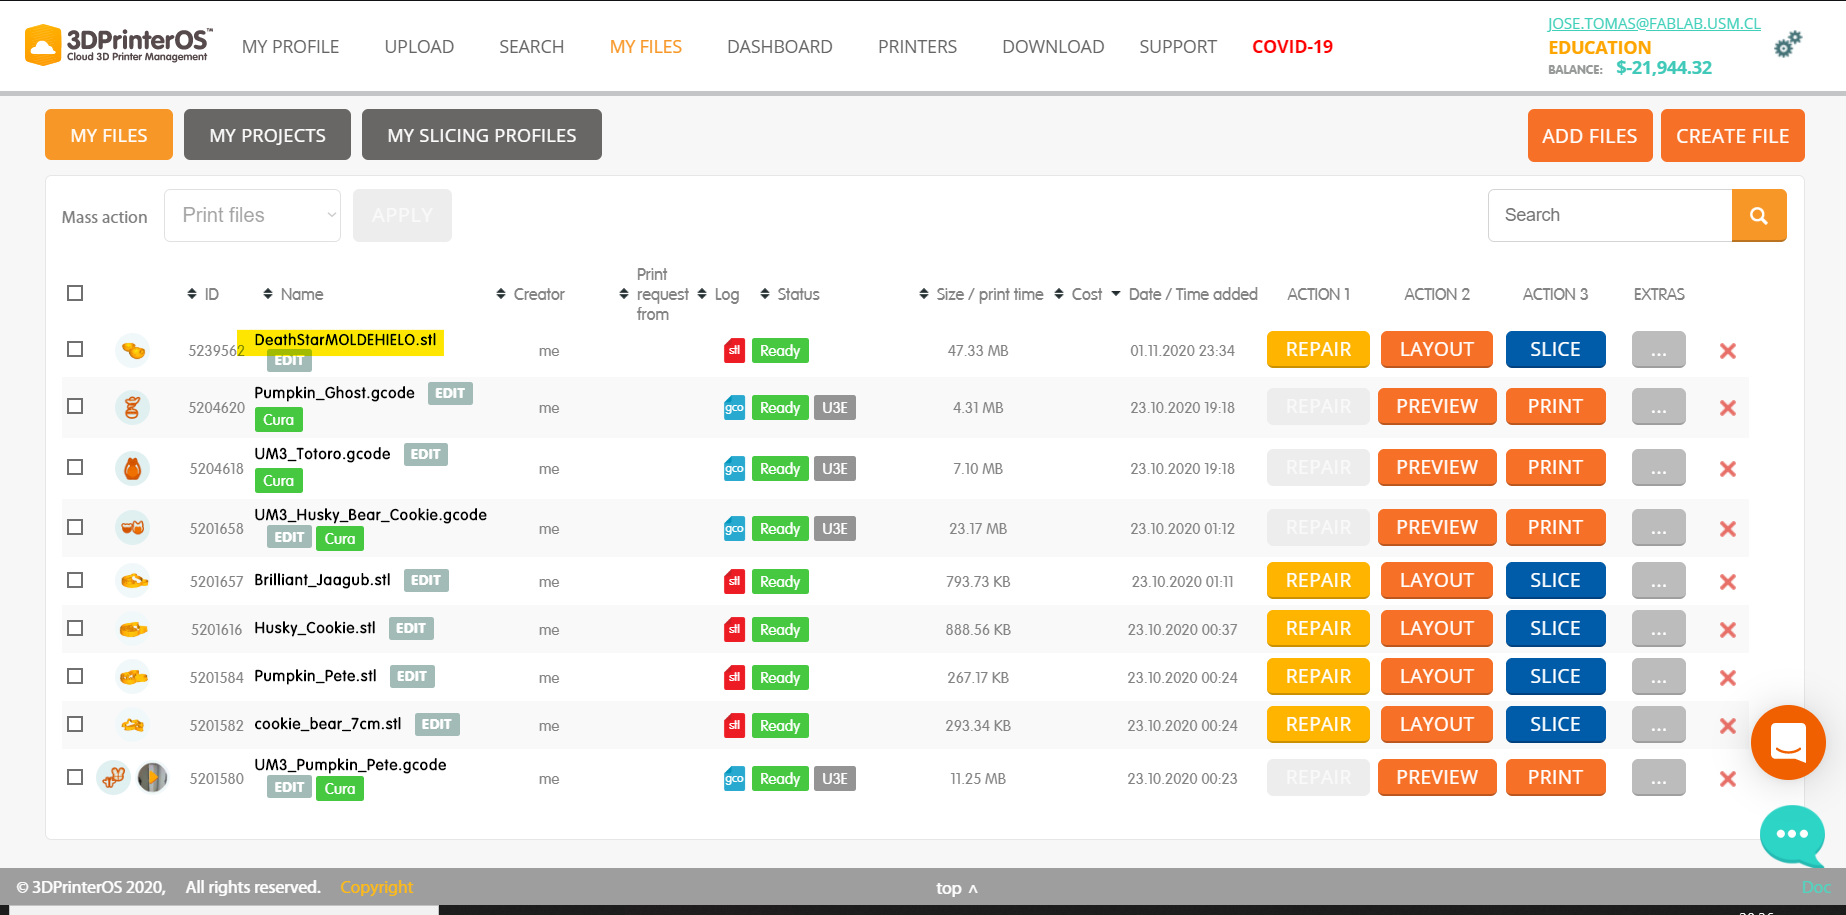 3DPrinterOS™
Cloud 3D Printer Management
MY PROFILE UPLOAD SEARCH MY FILES DASHBOARD PRINTERS DOWNLOAD SUPPORT COVID-19
JOSE.TOMAS@FABLAB.USM.CL
EDUCATION
BALANCE: $-21,944.32
MY FILES MY PROJECTS MY SLICING PROFILES ADD FILES CREATE FILE
Mass action Print files APPLY Search
ID Name Creator Print request from Log Status Size / print time Cost Date / Time added ACTION 1 ACTION 2 ACTION 3 EXTRAS
5239562 DeathStarMOLDEHIELO.stl EDIT me stl Ready 47.33 MB 01.11.2020 23:34 REPAIR LAYOUT SLICE ...
5204620 Pumpkin_Ghost.gcode EDIT Cura me gco Ready U3E 4.31 MB 23.10.2020 19:18 REPAIR PREVIEW PRINT ...
5204618 UM3_Totoro.gcode EDIT Cura me gco Ready U3E 7.10 MB 23.10.2020 19:18 REPAIR PREVIEW PRINT ...
5201658 UM3_Husky_Bear_Cookie.gcode EDIT Cura me gco Ready U3E 23.17 MB 23.10.2020 01:12 REPAIR PREVIEW PRINT ...
5201657 Brilliant_Jaagub.stl EDIT me stl Ready 793.73 KB 23.10.2020 01:11 REPAIR LAYOUT SLICE ...
5201616 Husky_Cookie.stl EDIT me stl Ready 888.56 KB 23.10.2020 00:37 REPAIR LAYOUT SLICE ...
5201584 Pumpkin_Pete.stl EDIT me stl Ready 267.17 KB 23.10.2020 00:24 REPAIR LAYOUT SLICE ...
5201582 cookie_bear_7cm.stl EDIT me stl Ready 293.34 KB 23.10.2020 00:24 REPAIR LAYOUT SLICE ...
5201580 UM3_Pumpkin_Pete.gcode EDIT Cura me gco Ready U3E 11.25 MB 23.10.2020 00:23 REPAIR PREVIEW PRINT ...
© 3DPrinterOS 2020, All rights reserved. Copyright top ^ Doc